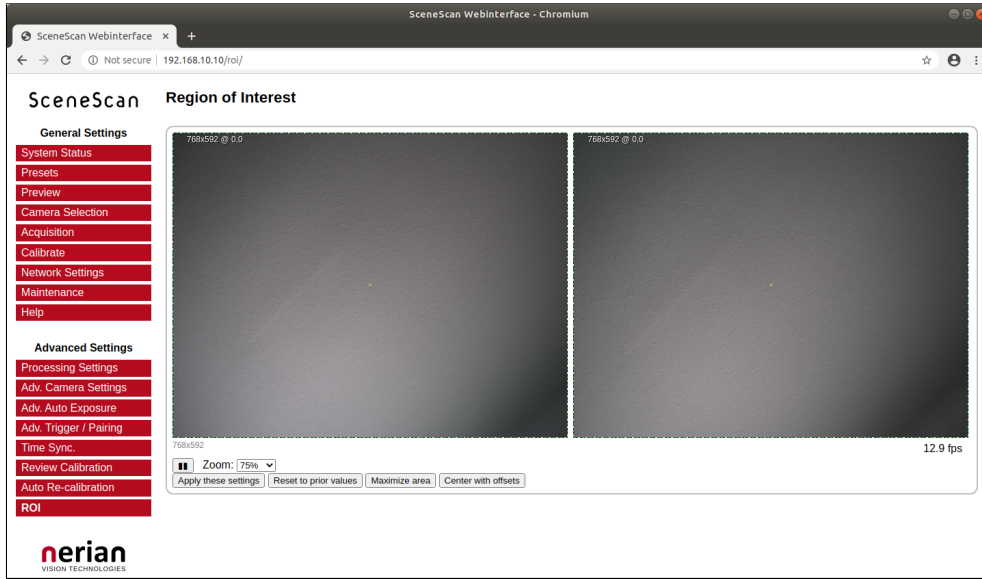 SceneScan Webinterface - Chromium
SceneScan Webinterface × +
Not secure | 192.168.10.10/roi/
SceneScan
Region of Interest
General Settings
System Status
Presets
Preview
Camera Selection
Acquisition
Calibrate
Network Settings
Maintenance
Help
Advanced Settings
Processing Settings
Adv. Camera Settings
Adv. Auto Exposure
Adv. Trigger / Pairing
Time Sync.
Review Calibration
Auto Re-calibration
ROI
nerian
VISION TECHNOLOGIES
768x592 @ 0,0 768x592 @ 0,0
768x592 12.9 fps
Zoom: 75%
Apply these settings Reset to prior values Maximize area Center with offsets